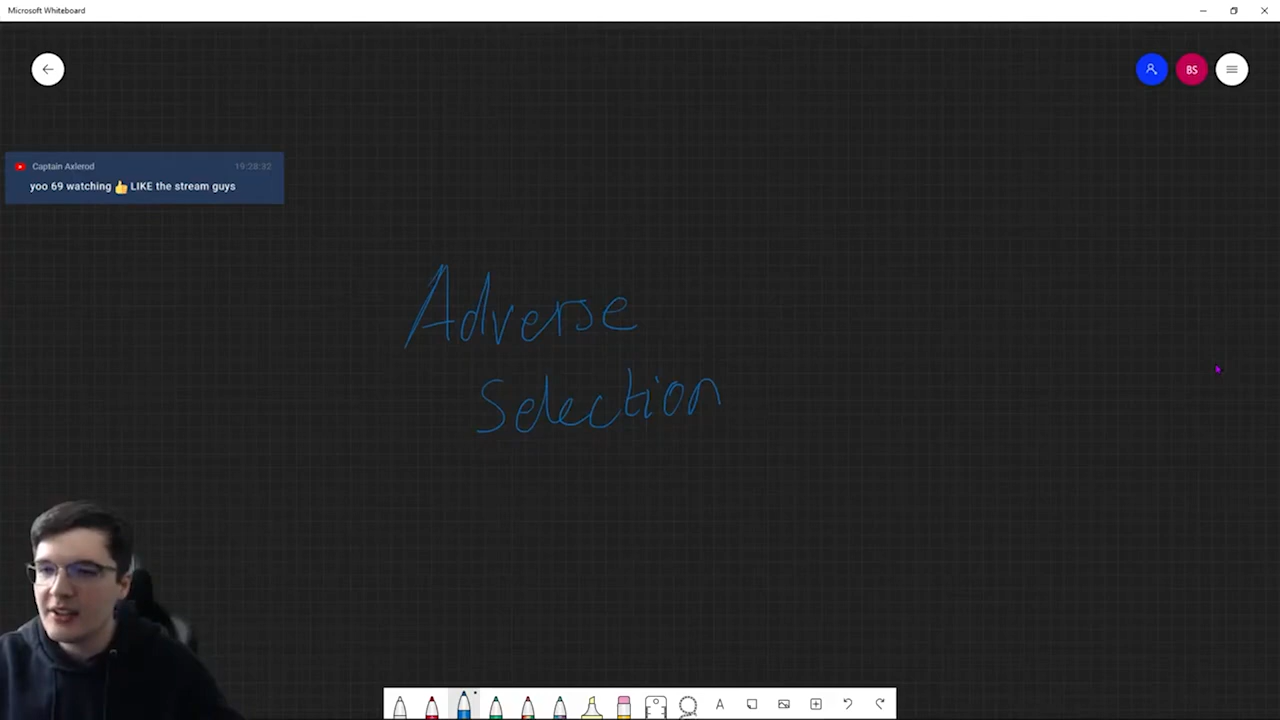 Microsoft Whiteboard
BS
Captain Axlerod 19:28:32
yoo 69 watching 👍 LIKE the stream guys
Adverse
Selection
A